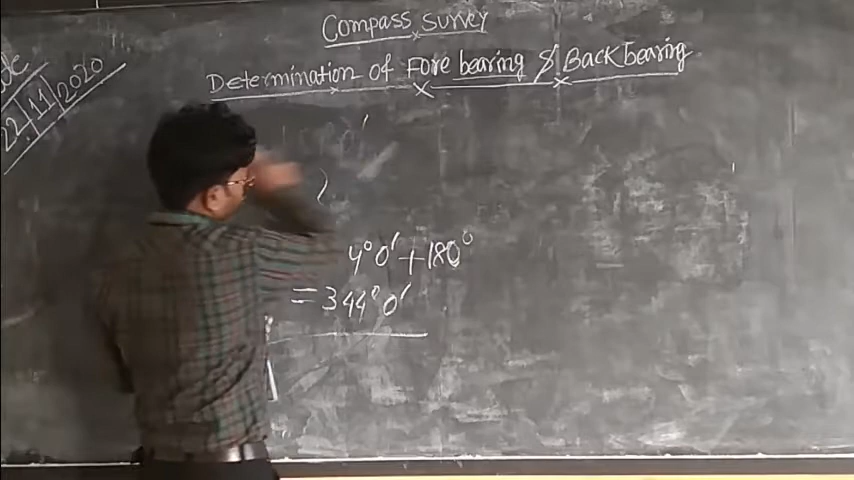 Compass Survey
Determination of Fore bearing & Back bearing
22/11/2020
4°0′+180°
=344°0′